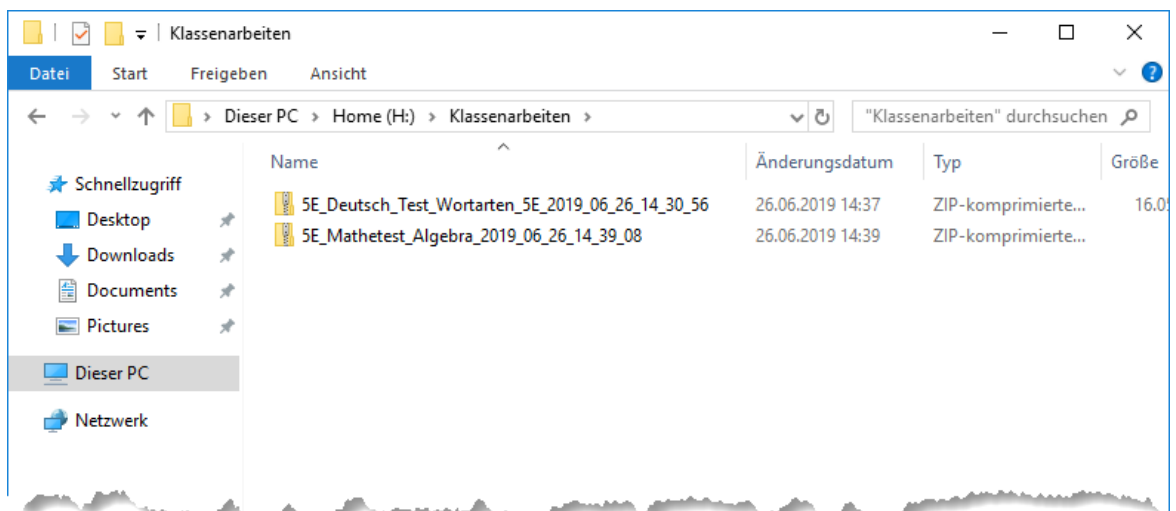 Klassenarbeiten
Datei Start Freigeben Ansicht
Dieser PC Home (H:) Klassenarbeiten "Klassenarbeiten" durchsuchen
Name Änderungsdatum Typ Größe
Schnellzugriff
Desktop 5E_Deutsch_Test_Wortarten_5E_2019_06_26_14_30_56 26.06.2019 14:37 ZIP-komprimierte...
5E_Mathetest_Algebra_2019_06_26_14_39_08 26.06.2019 14:39 ZIP-komprimierte...
Downloads
Documents
Pictures
Dieser PC
Netzwerk